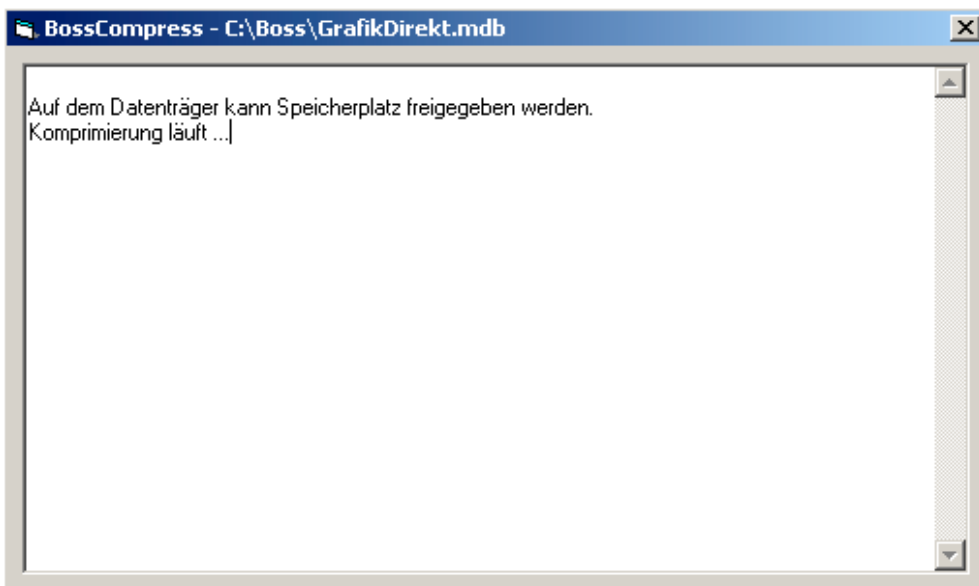 BossCompress - C:\Boss\GrafikDirekt.mdb
Auf dem Datenträger kann Speicherplatz freigegeben werden.
Komprimierung läuft ...